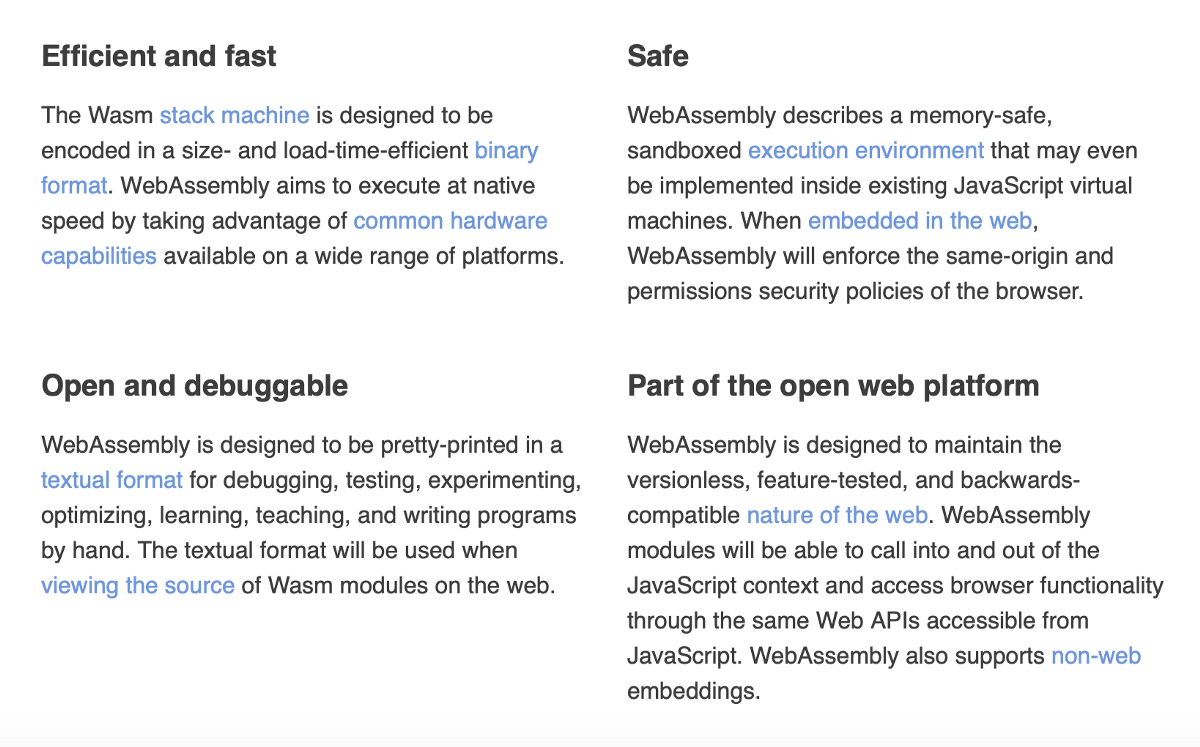 Efficient and fast
The Wasm stack machine is designed to be
encoded in a size- and load-time-efficient binary
format. WebAssembly aims to execute at native
speed by taking advantage of common hardware
capabilities available on a wide range of platforms.
Safe
WebAssembly describes a memory-safe,
sandboxed execution environment that may even
be implemented inside existing JavaScript virtual
machines. When embedded in the web,
WebAssembly will enforce the same-origin and
permissions security policies of the browser.
Open and debuggable
WebAssembly is designed to be pretty-printed in a
textual format for debugging, testing, experimenting,
optimizing, learning, teaching, and writing programs
by hand. The textual format will be used when
viewing the source of Wasm modules on the web.
Part of the open web platform
WebAssembly is designed to maintain the
versionless, feature-tested, and backwards-
compatible nature of the web. WebAssembly
modules will be able to call into and out of the
JavaScript context and access browser functionality
through the same Web APIs accessible from
JavaScript. WebAssembly also supports non-web
embeddings.